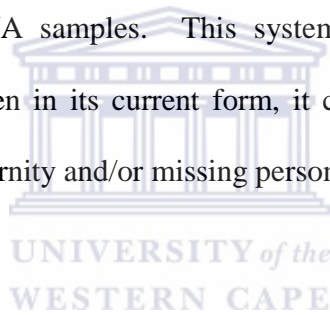 A samples. This system
en in its current form, it c
rnity and/or missing person
UNIVERSITY of the
WESTERN CAPE